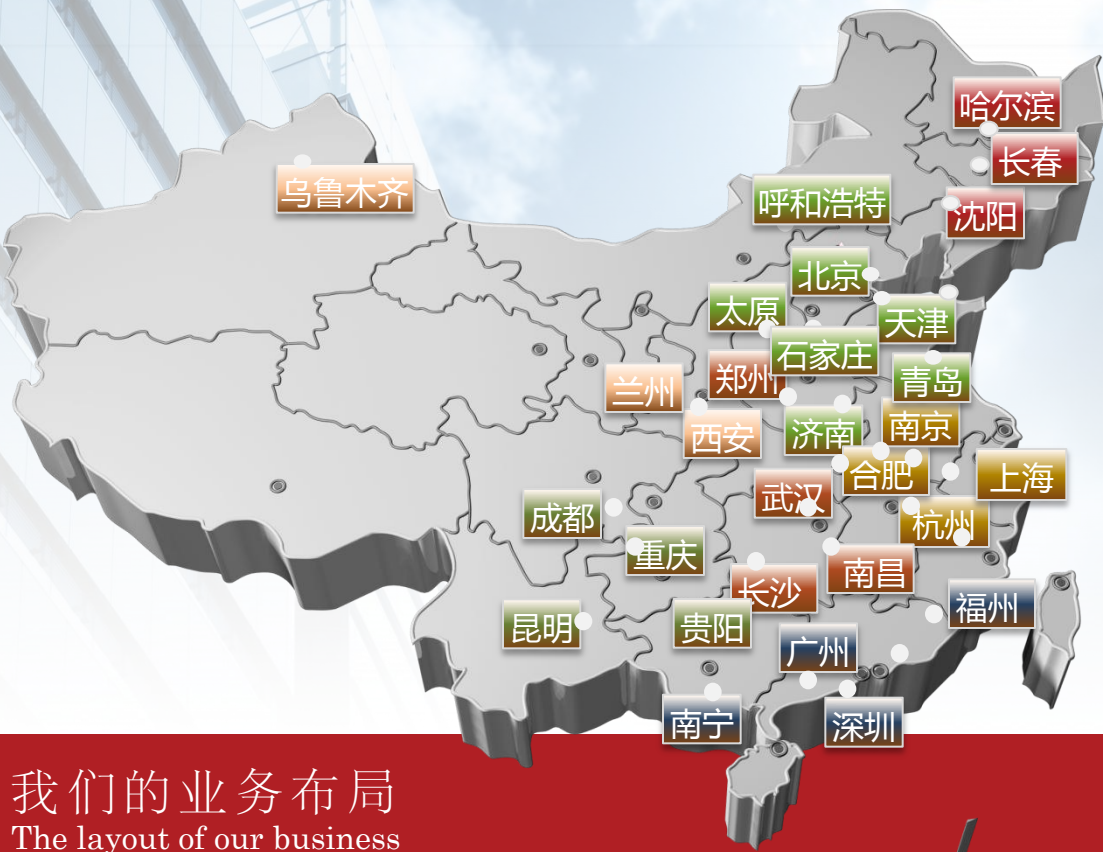 哈尔滨
长春
乌鲁木齐
呼和浩特
沈阳
北京
太原
天津
石家庄
兰州
郑州
青岛
西安
济南
南京
合肥
上海
武汉
成都
杭州
重庆
南昌
长沙
福州
昆明
贵阳
广州
南宁
深圳
我们的业务布局
The layout of our business